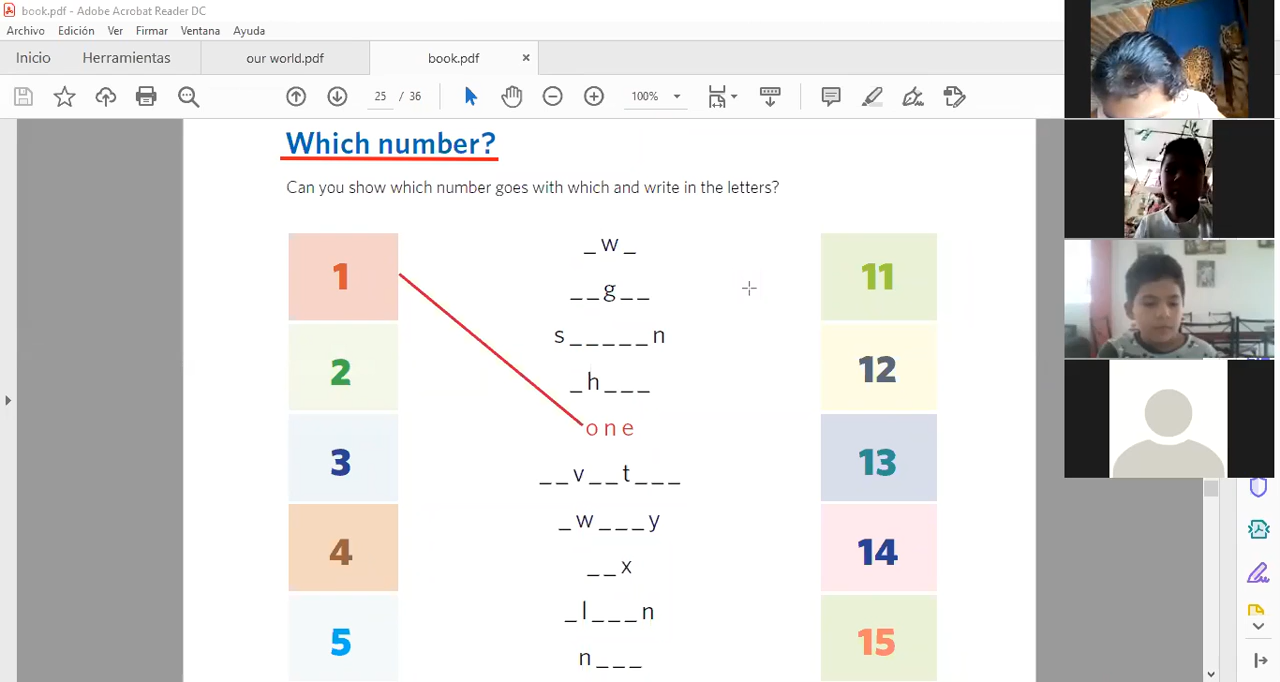 book.pdf - Adobe Acrobat Reader DC
Archivo Edición Ver Firmar Ventana Ayuda
Inicio Herramientas our world.pdf book.pdf ×
25 / 36 100%
Which number?
Can you show which number goes with which and write in the letters?
_ w _
1 _ _ g _ _ 11
s _ _ _ _ _ n
2 _ h _ _ _ 12
o n e
3 _ _ v _ _ t _ _ _ 13
_ w _ _ _ y
4 _ _ x 14
_ l _ _ _ n
5 n _ _ _ 15